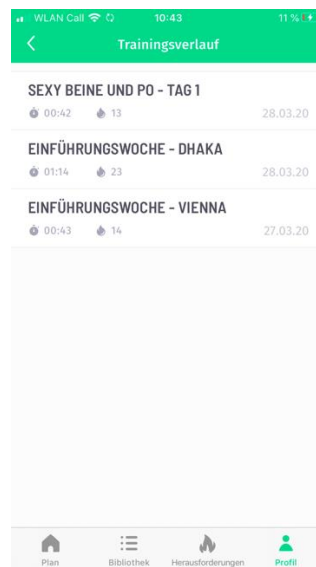 WLAN Call 10:43 11 %
Trainingsverlauf
SEXY BEINE UND PO - TAG 1
00:42 13 28.03.20
EINFÜHRUNGSWOCHE - DHAKA
01:14 23 28.03.20
EINFÜHRUNGSWOCHE - VIENNA
00:43 14 27.03.20
Plan Bibliothek Herausforderungen Profil